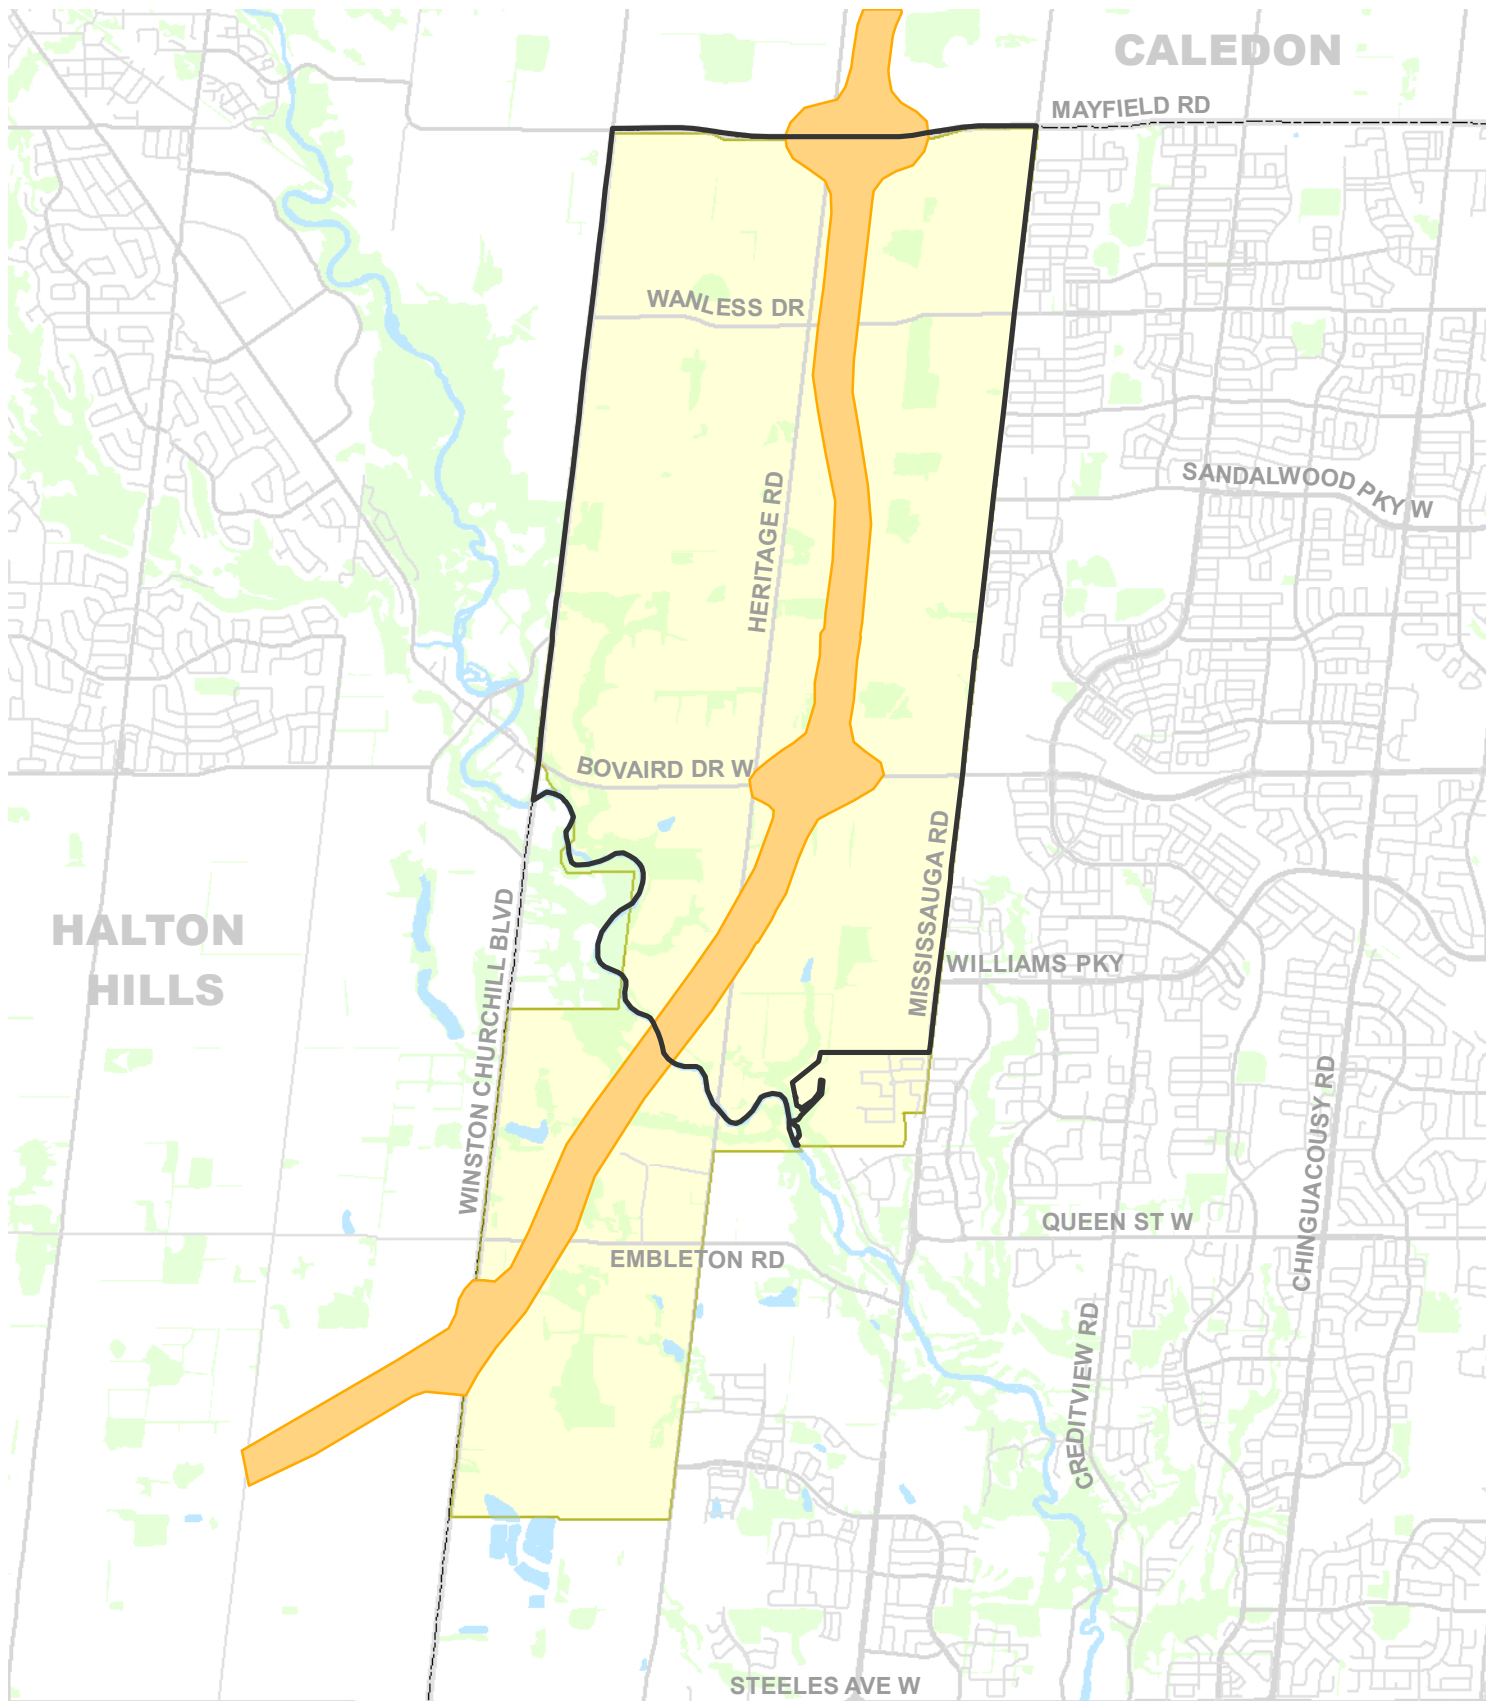 CALEDON
MAYFIELD RD
WANLESS DR
SANDALWOOD PKY W
HERITAGE RD
BOVAIRD DR W
MISSISSAUGA RD
HALTON
HILLS
WINSTON CHURCHILL BLVD
WILLIAMS PKY
CHINGUACOUSY RD
QUEEN ST W
EMBLETON RD
CREDITVIEW RD
STEELES AVE W